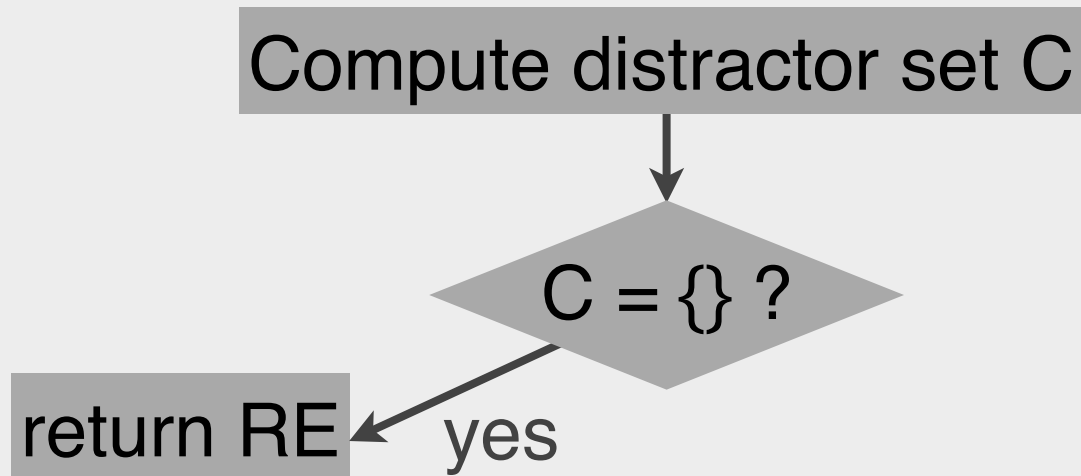 Compute distractor set C
C = {} ?
return RE
yes